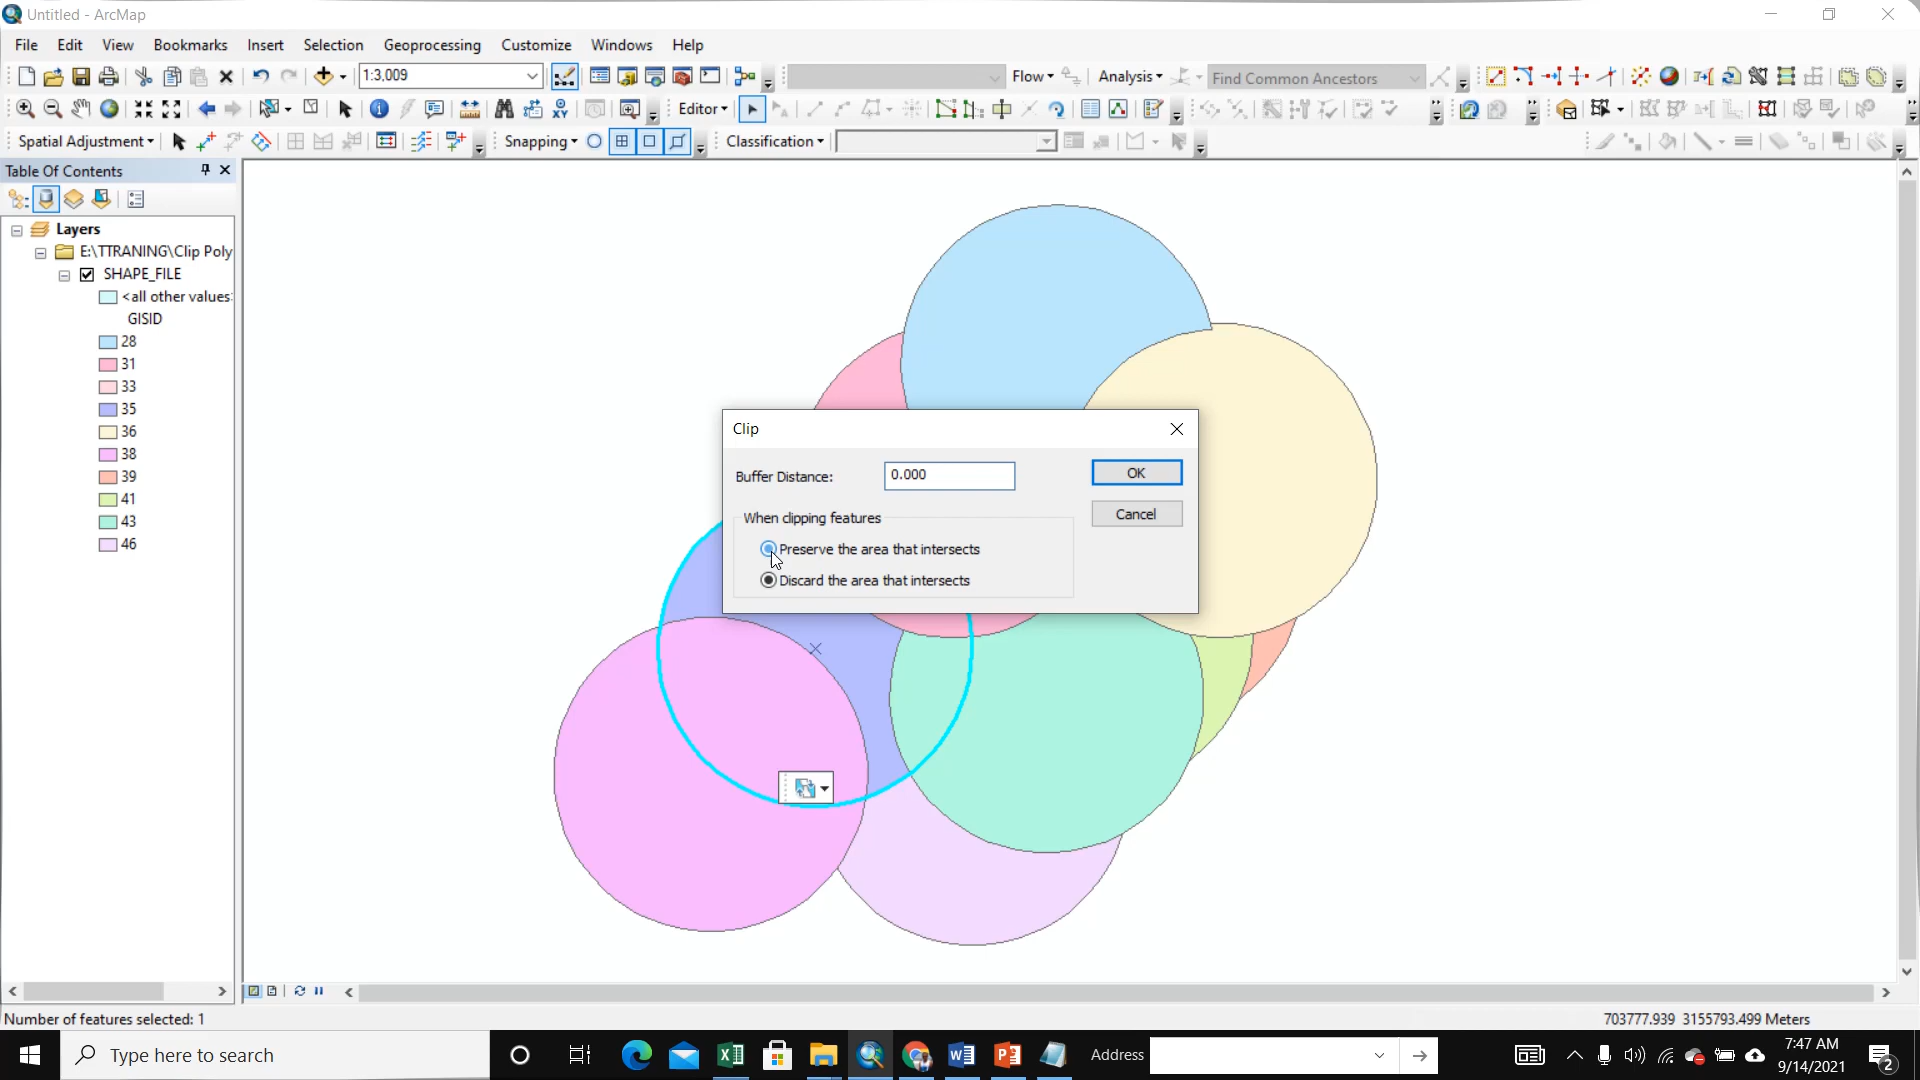 Untitled - ArcMap
File Edit View Bookmarks Insert Selection Geoprocessing Customize Windows Help
1:3,009 Flow Analysis Find Common Ancestors
Editor
Spatial Adjustment Snapping Classification
Table Of Contents
Layers
E:\TTRANING\Clip Poly
SHAPE_FILE
<all other values
GISID
28
31
33
35
36
38
39
41
43
46
Clip
Buffer Distance: 0.000 OK
When clipping features Cancel
Preserve the area that intersects
Discard the area that intersects
Number of features selected: 1 703777.939 3155793.499 Meters
Type here to search Address 7:47 AM
9/14/2021 2